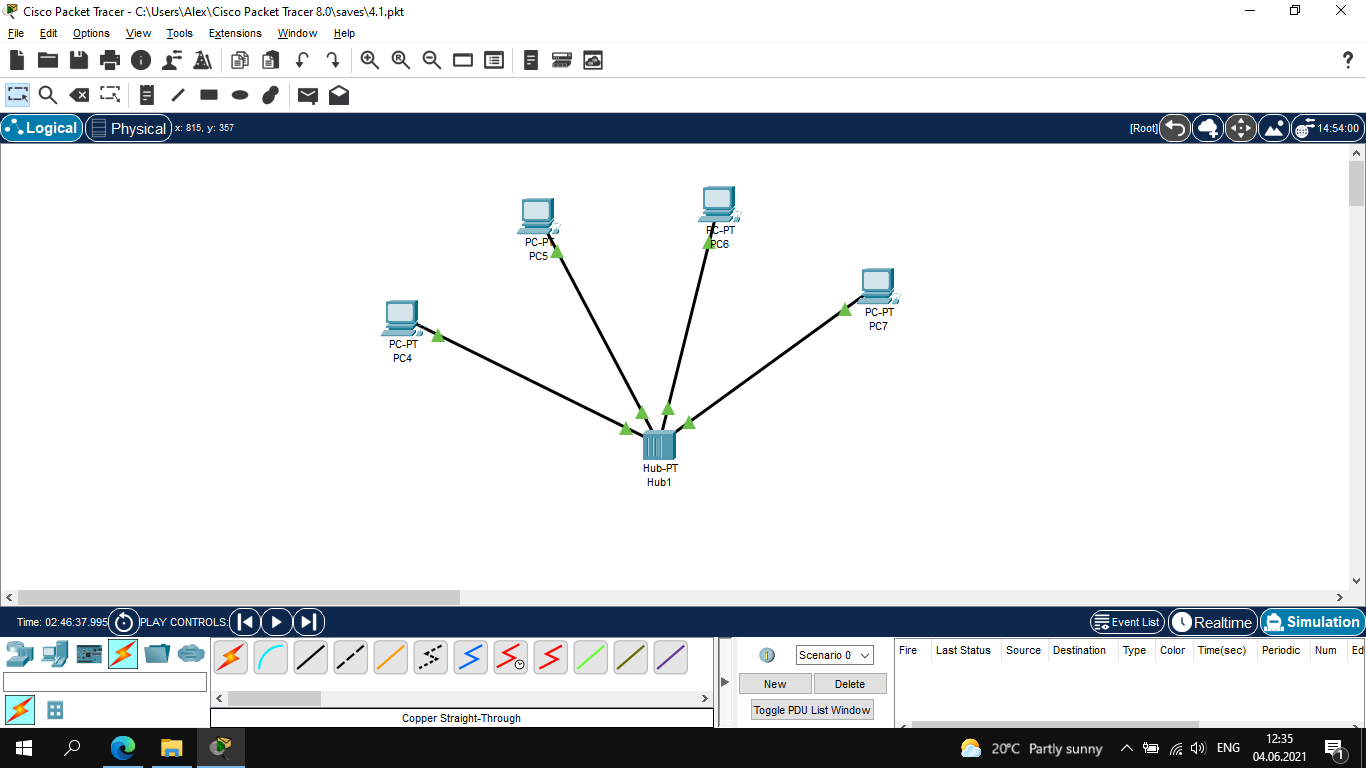 Cisco Packet Tracer - C:\Users\Alex\Cisco Packet Tracer 8.0\saves\4.1.pkt
File Edit Options View Tools Extensions Window Help
Logical Physical x: 815, y: 357 [Root] 14:54:00
PC-PT
PC5
PC-PT
PC6
PC-PT
PC7
PC-PT
PC4
Hub-PT
Hub1
Time: 02:46:37.995 PLAY CONTROLS: Event List Realtime Simulation
Scenario 0
Fire Last Status Source Destination Type Color Time(sec) Periodic Num Ed
New Delete
Toggle PDU List Window
Copper Straight-Through
20°C Partly sunny ENG
12:35
04.06.2021
1